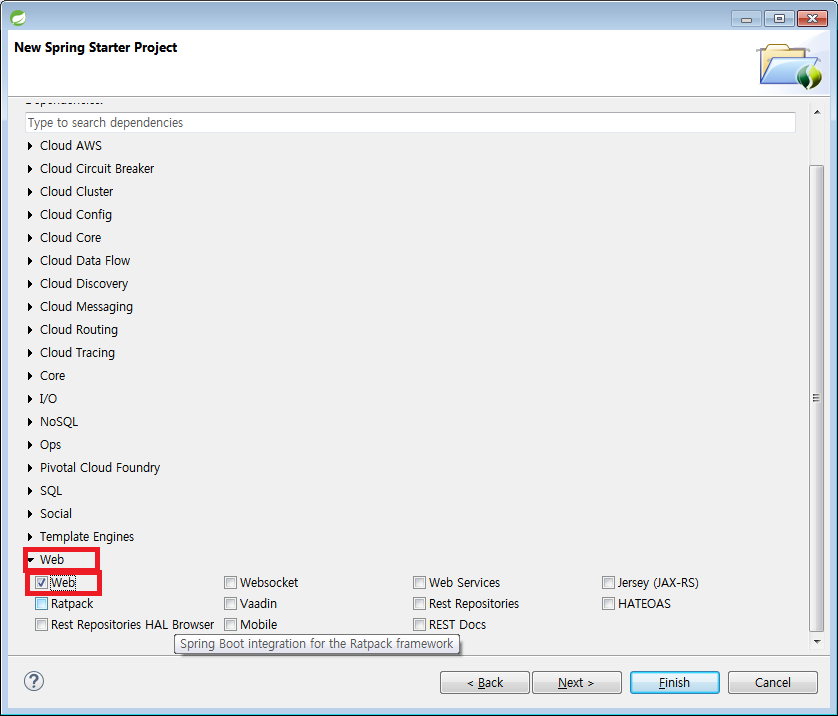 New Spring Starter Project
Dependencies:
Type to search dependencies
Cloud AWS
Cloud Circuit Breaker
Cloud Cluster
Cloud Config
Cloud Core
Cloud Data Flow
Cloud Discovery
Cloud Messaging
Cloud Routing
Cloud Tracing
Core
I/O
NoSQL
Ops
Pivotal Cloud Foundry
SQL
Social
Template Engines
Web
Web Websocket Web Services Jersey (JAX-RS)
Ratpack Vaadin Rest Repositories HATEOAS
Rest Repositories HAL Browser Mobile REST Docs
Spring Boot integration for the Ratpack framework
? < Back Next > Finish Cancel